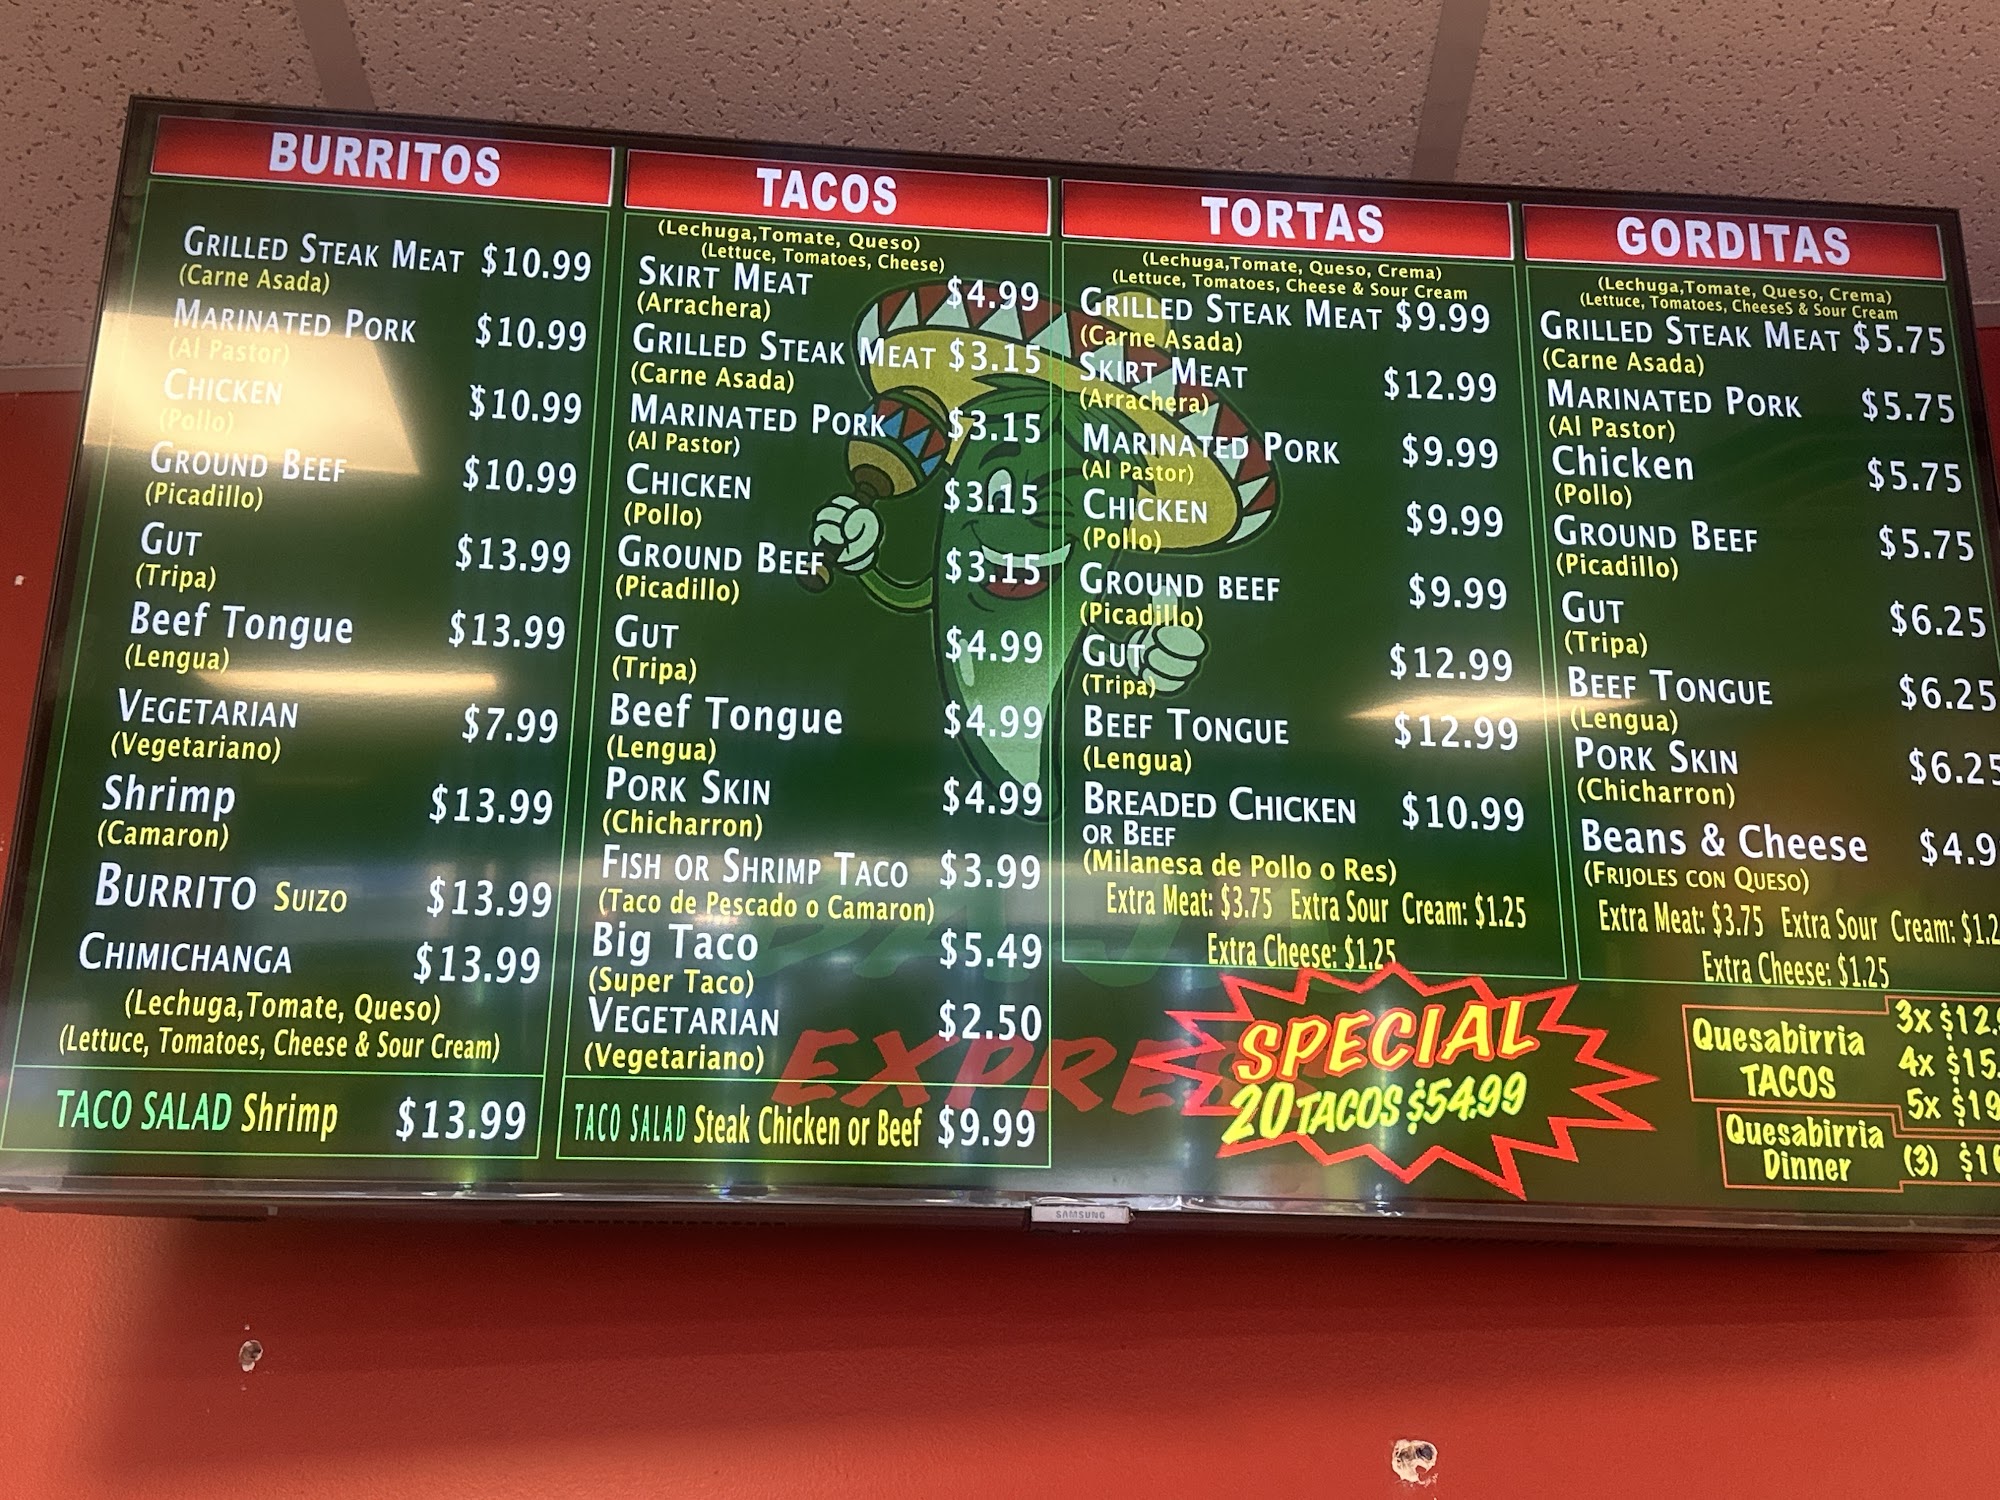 BURRITOS
GRILLED STEAK MEAT $10.99
(Carne Asada)
MARINATED PORK $10.99
(Al Pastor)
CHICKEN $10.99
(Pollo)
GROUND BEEF $10.99
(Picadillo)
GUT $13.99
(Tripa)
Beef Tongue $13.99
(Lengua)
VEGETARIAN $7.99
(Vegetariano)
Shrimp $13.99
(Camaron)
BURRITO SUIZO $13.99
CHIMICHANGA $13.99
(Lechuga,Tomate, Queso)
(Lettuce, Tomatoes, Cheese & Sour Cream)
TACO SALAD Shrimp $13.99
TACOS
(Lechuga,Tomate, Queso)
(Lettuce, Tomatoes, Cheese)
SKIRT MEAT $4.99
(Arrachera)
GRILLED STEAK MEAT $3.15
(Carne Asada)
MARINATED PORK $3.15
(Al Pastor)
CHICKEN $3.15
(Pollo)
GROUND BEEF $3.15
(Picadillo)
GUT $4.99
(Tripa)
Beef Tongue $4.99
(Lengua)
PORK SKIN $4.99
(Chicharron)
FISH OR SHRIMP TACO $3.99
(Taco de Pescado o Camaron)
Big Taco $5.49
(Super Taco)
VEGETARIAN $2.50
(Vegetariano)
TACO SALAD Steak Chicken or Beef $9.99
TORTAS
(Lechuga,Tomate, Queso, Crema)
(Lettuce, Tomatoes, Cheese & Sour Cream
GRILLED STEAK MEAT $9.99
(Carne Asada)
SKIRT MEAT $12.99
(Arrachera)
MARINATED PORK $9.99
(Al Pastor)
CHICKEN $9.99
(Pollo)
GROUND BEEF $9.99
(Picadillo)
GUT $12.99
(Tripa)
BEEF TONGUE $12.99
(Lengua)
BREADED CHICKEN $10.99
OR BEEF
(Milanesa de Pollo o Res)
Extra Meat: $3.75 Extra Sour Cream: $1.25
Extra Cheese: $1.25
GORDITAS
(Lechuga,Tomate, Queso, Crema)
(Lettuce, Tomatoes, CheeseS & Sour Cream
GRILLED STEAK MEAT $5.75
(Carne Asada)
MARINATED PORK $5.75
(Al Pastor)
Chicken $5.75
(Pollo)
GROUND BEEF $5.75
(Picadillo)
GUT $6.25
(Tripa)
BEEF TONGUE $6.25
(Lengua)
PORK SKIN $6.25
(Chicharron)
Beans & Cheese $4.9
(FRIJOLES CON QUESO)
Extra Meat: $3.75 Extra Sour Cream: $1.2
Extra Cheese: $1.25
SPECIAL
20 TACOS $54.99
Quesabirria
TACOS
3x $12.
4x $15.
5x $19
Quesabirria
Dinner
(3) $1
EXPRE
SAMSUNG